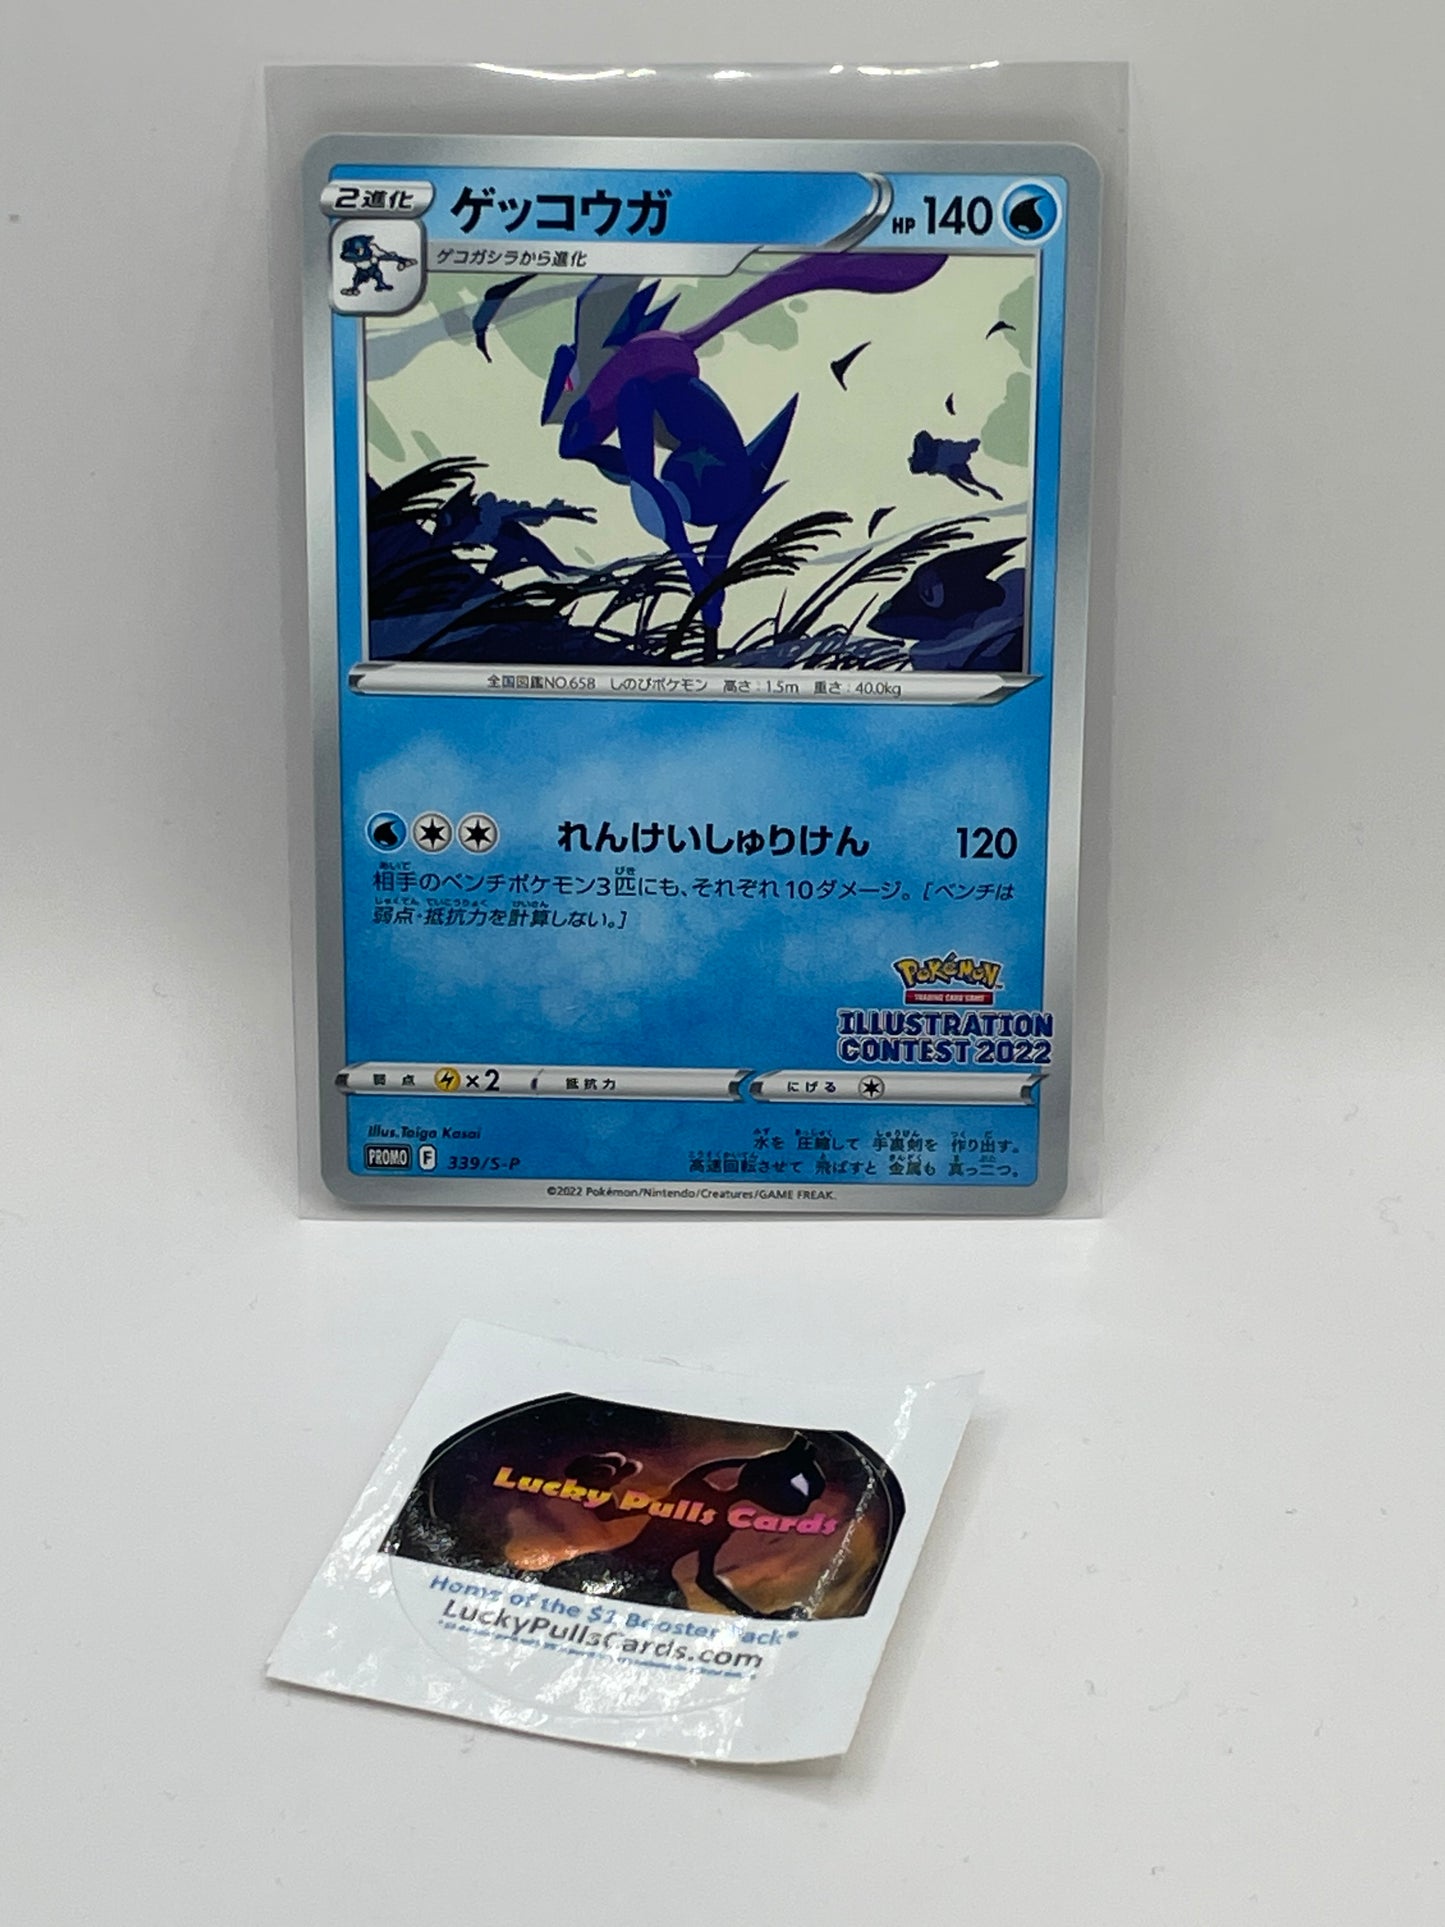 2進化
ゲッコウガ
HP 140
ゲコガシラから進化
全国図鑑NO.658 しのびポケモン 高さ:1.5m 重さ:40.0kg
れんけいしゅりけん 120
相手のベンチポケモン3匹にも、それぞれ10ダメージ。[ベンチは
弱点・抵抗力を計算しない。]
POKÉMON
TRADING CARD GAME
ILLUSTRATION
CONTEST 2022
弱点 ×2 抵抗力 にげる
illus. Taiga Kasai
PROMO F 339/S-P
水を 圧縮して 手裏剣を 作り出す。
高速回転させて 飛ばすと 金属も 真っ二つ。
©2022 Pokémon/Nintendo/Creatures/GAME FREAK.
Lucky Pulls Cards
Home of the $1 Booster Pack*
LuckyPullsCards.com